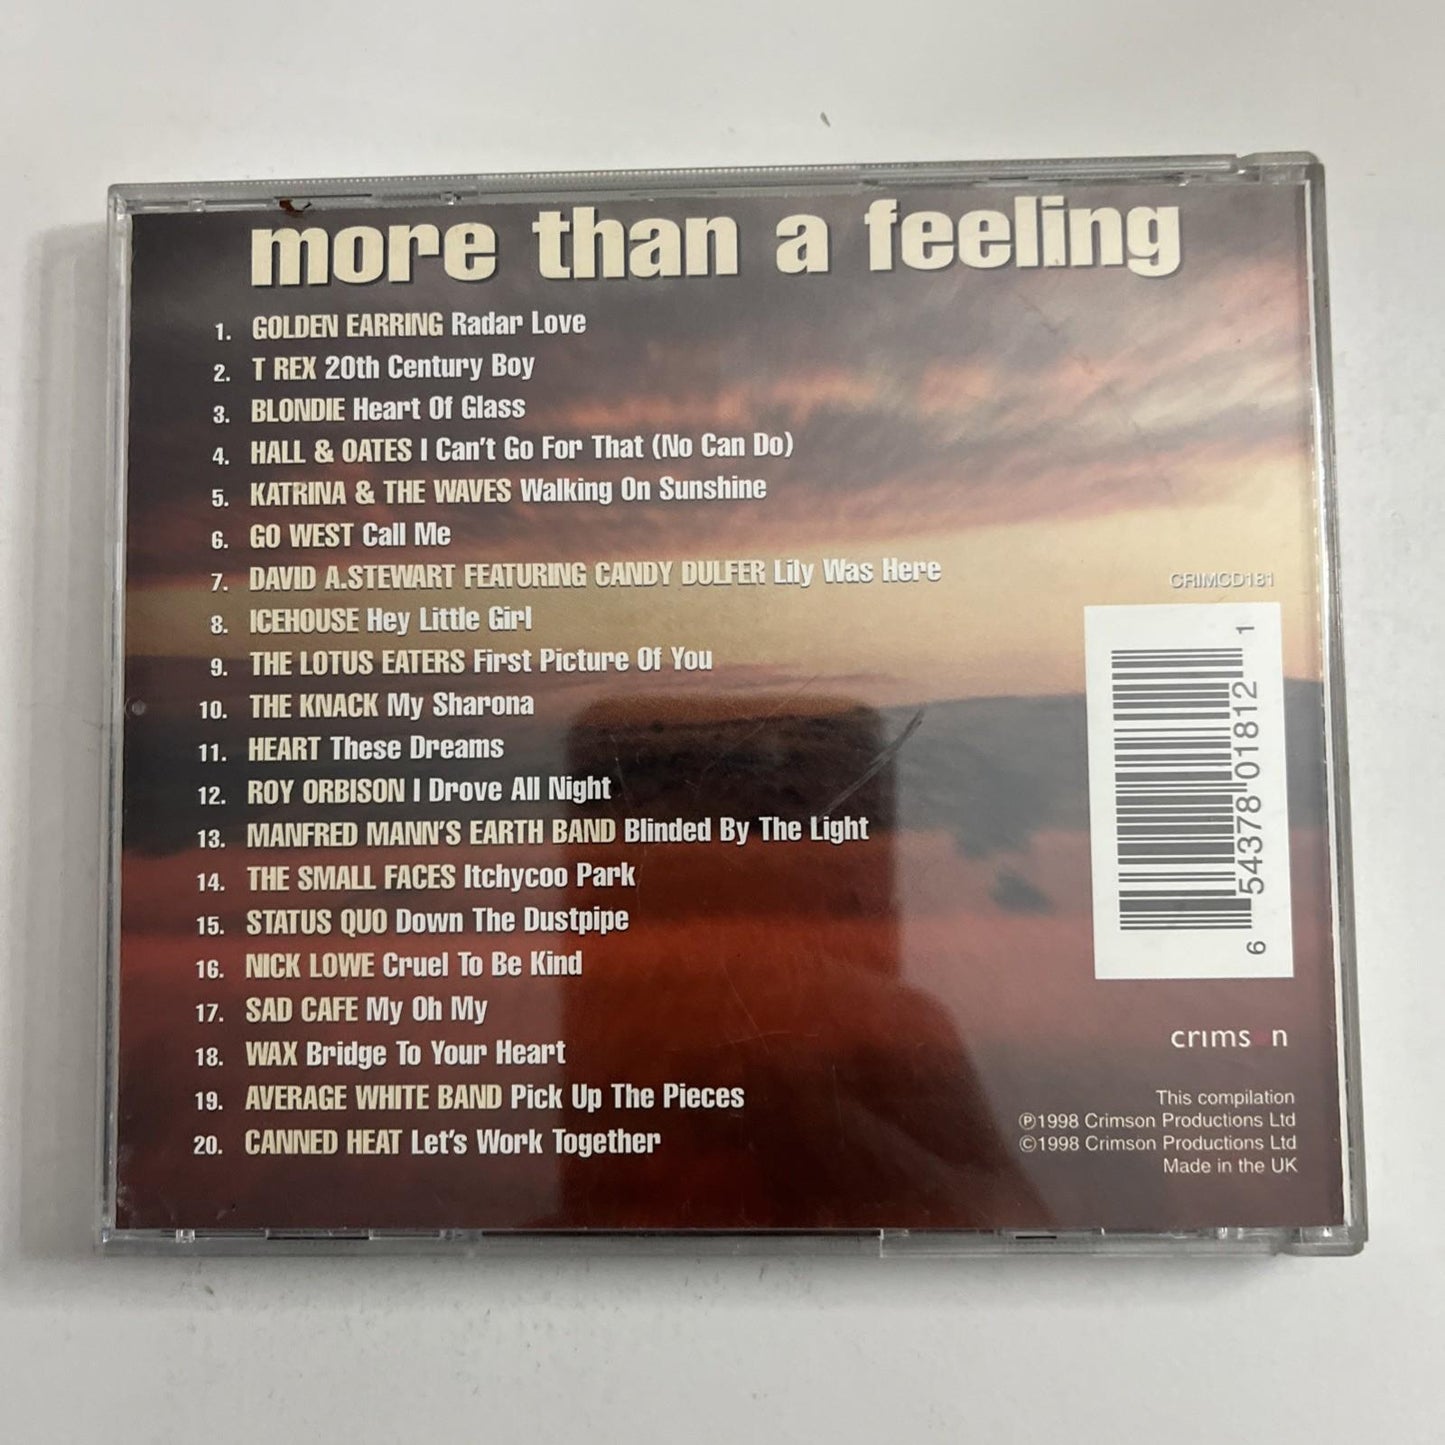 more than a feeling
1. GOLDEN EARRING Radar Love
2. T REX 20th Century Boy
3. BLONDIE Heart Of Glass
4. HALL & OATES I Can't Go For That (No Can Do)
5. KATRINA & THE WAVES Walking On Sunshine
6. GO WEST Call Me
7. DAVID A.STEWART FEATURING CANDY DULFER Lily Was Here
8. ICEHOUSE Hey Little Girl
9. THE LOTUS EATERS First Picture Of You
10. THE KNACK My Sharona
11. HEART These Dreams
12. ROY ORBISON I Drove All Night
13. MANFRED MANN'S EARTH BAND Blinded By The Light
14. THE SMALL FACES Itchycoo Park
15. STATUS QUO Down The Dustpipe
16. NICK LOWE Cruel To Be Kind
17. SAD CAFE My Oh My
18. WAX Bridge To Your Heart
19. AVERAGE WHITE BAND Pick Up The Pieces
20. CANNED HEAT Let's Work Together
CRIMCD181
6 54378 01812 1
crimson
This compilation
℗1998 Crimson Productions Ltd
©1998 Crimson Productions Ltd
Made in the UK